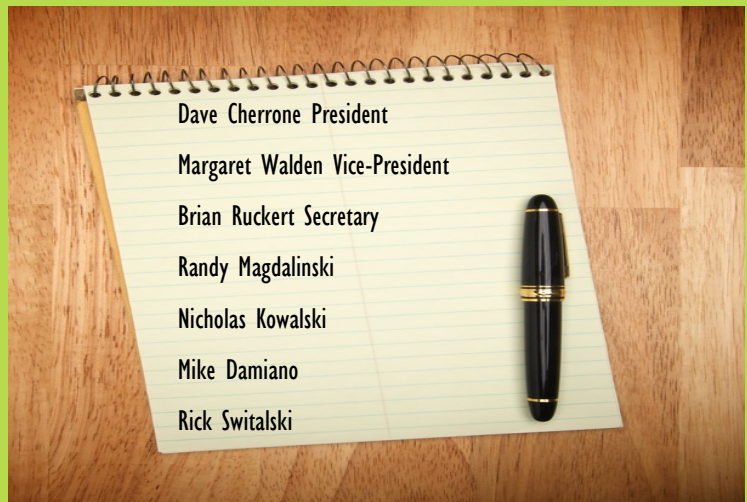 Dave Cherrone President
Margaret Walden Vice-President
Brian Ruckert Secretary
Randy Magdalinski
Nicholas Kowalski
Mike Damiano
Rick Switalski